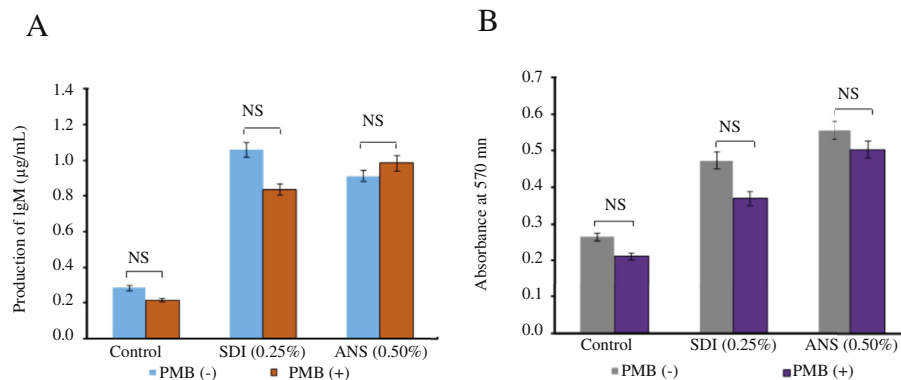 A
Production of IgM (µg/mL)
1.4
1.2
1.0
0.8
0.6
0.4
0.2
0.0
NS
NS
NS
Control
SDI (0.25%)
ANS (0.50%)
PMB (-)
PMB (+)
B
Absorbance at 570 mn
0.7
0.6
0.5
0.4
0.3
0.2
0.1
0.0
NS
NS
NS
Control
SDI (0.25%)
ANS (0.50%)
PMB (-)
PMB (+)